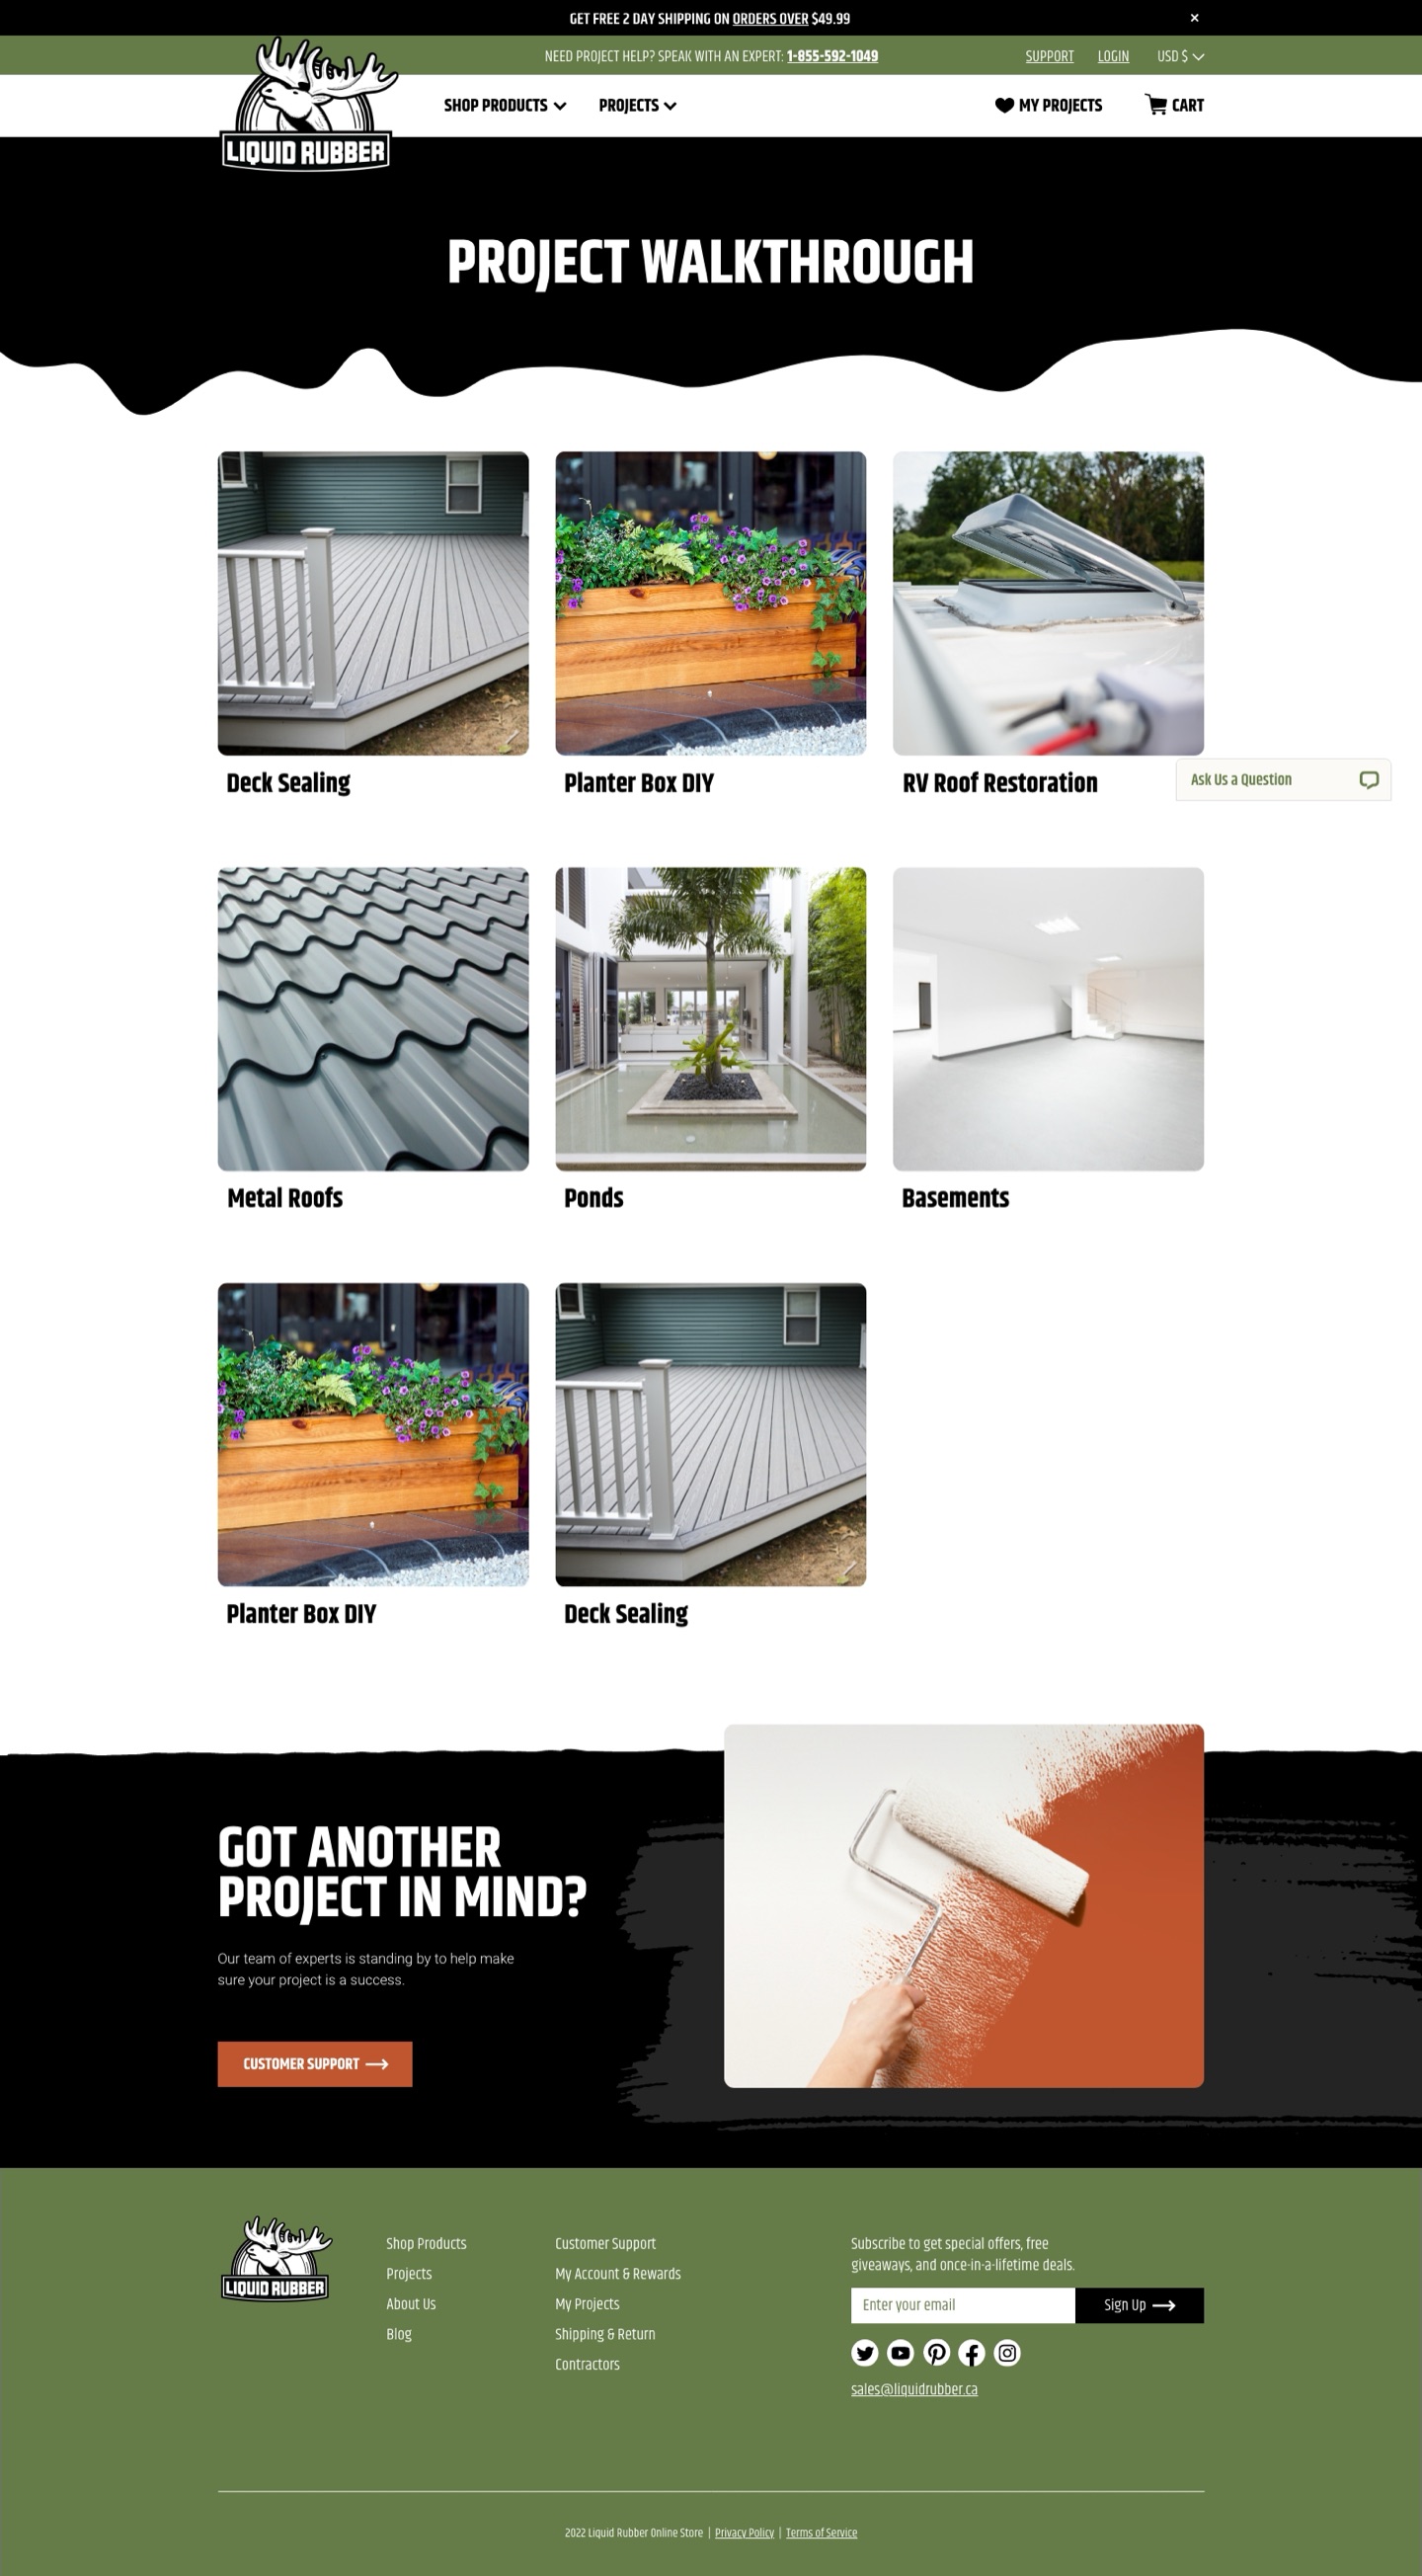 GET FREE 2 DAY SHIPPING ON ORDERS OVER $49.99
×
NEED PROJECT HELP? SPEAK WITH AN EXPERT: 1-855-592-1049
SUPPORT
LOGIN
USD $
LIQUID RUBBER
SHOP PRODUCTS
PROJECTS
MY PROJECTS
CART
PROJECT WALKTHROUGH
Deck Sealing
Planter Box DIY
RV Roof Restoration
Ask Us a Question
Metal Roofs
Ponds
Basements
Planter Box DIY
Deck Sealing
GOT ANOTHER
PROJECT IN MIND?
Our team of experts is standing by to help make
sure your project is a success.
CUSTOMER SUPPORT
LIQUID RUBBER
Shop Products
Projects
About Us
Blog
Customer Support
My Account & Rewards
My Projects
Shipping & Return
Contractors
Subscribe to get special offers, free
giveaways, and once-in-a-lifetime deals.
Enter your email
Sign Up
sales@liquidrubber.ca
2022 Liquid Rubber Online Store | Privacy Policy | Terms of Service